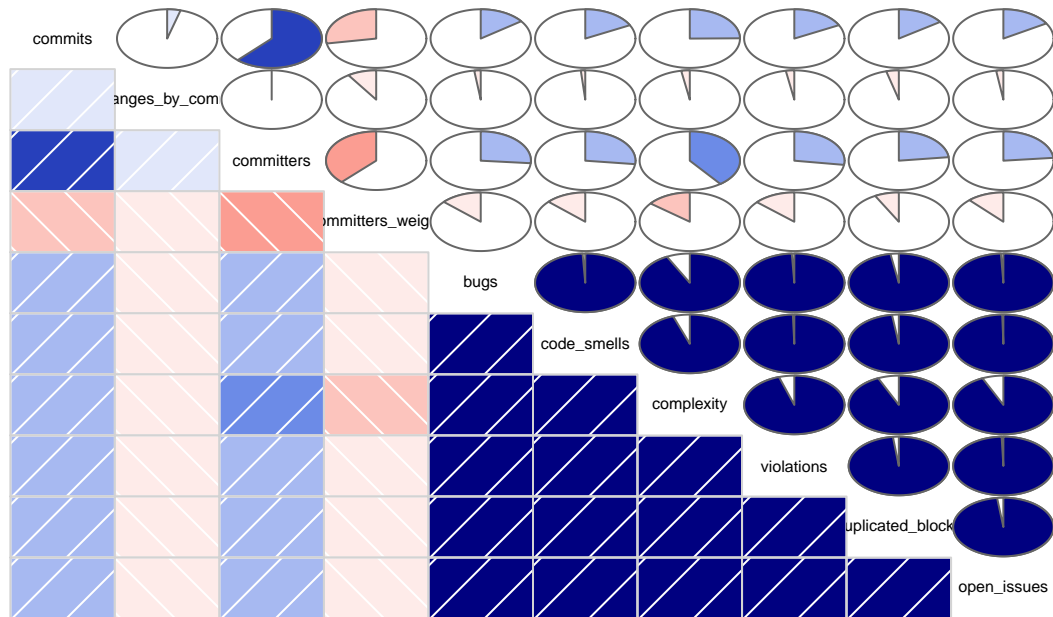 commits
anges_by_com
committers
ommitters_weig
bugs
code_smells
complexity
violations
uplicated_block
open_issues